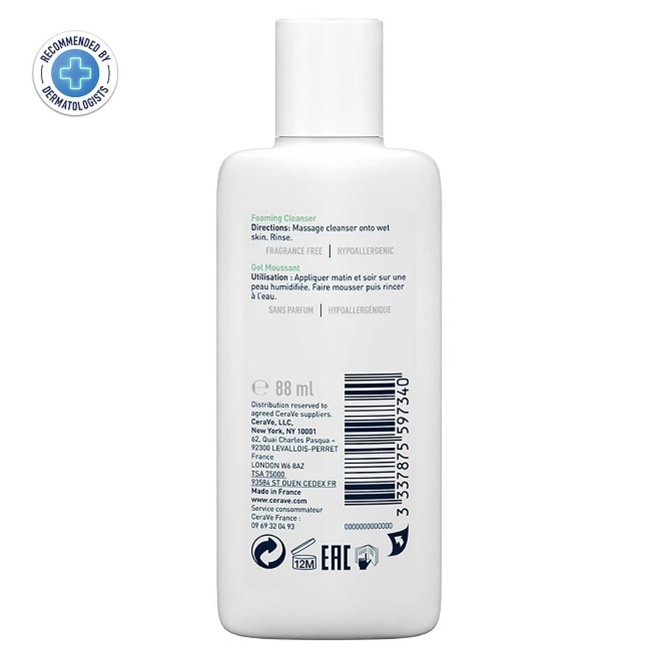 RECOMMENDED BY
DERMATOLOGISTS
Foaming Cleanser
Directions: Massage cleanser onto wet
skin. Rinse.
FRAGRANCE FREE | HYPOALLERGENIC
Gel Moussant
Utilisation : Appliquer matin et soir sur une
peau humidifiée. Faire mousser puis rincer
à l'eau.
SANS PARFUM | HYPOALLERGÉNIQUE
℮ 88 ml
Distribution reserved to
agreed CeraVe suppliers.
CeraVe, LLC,
New York, NY 10001
62, Quai Charles Pasqua –
92300 LEVALLOIS-PERRET
France
LONDON W6 8AZ
TSA 75000
93584 ST OUEN CEDEX FR
Made in France
www.cerave.com
Service consommateur
CeraVe France :
09 69 32 04 93
3 337875 597340
C000000000000
12M
EAC